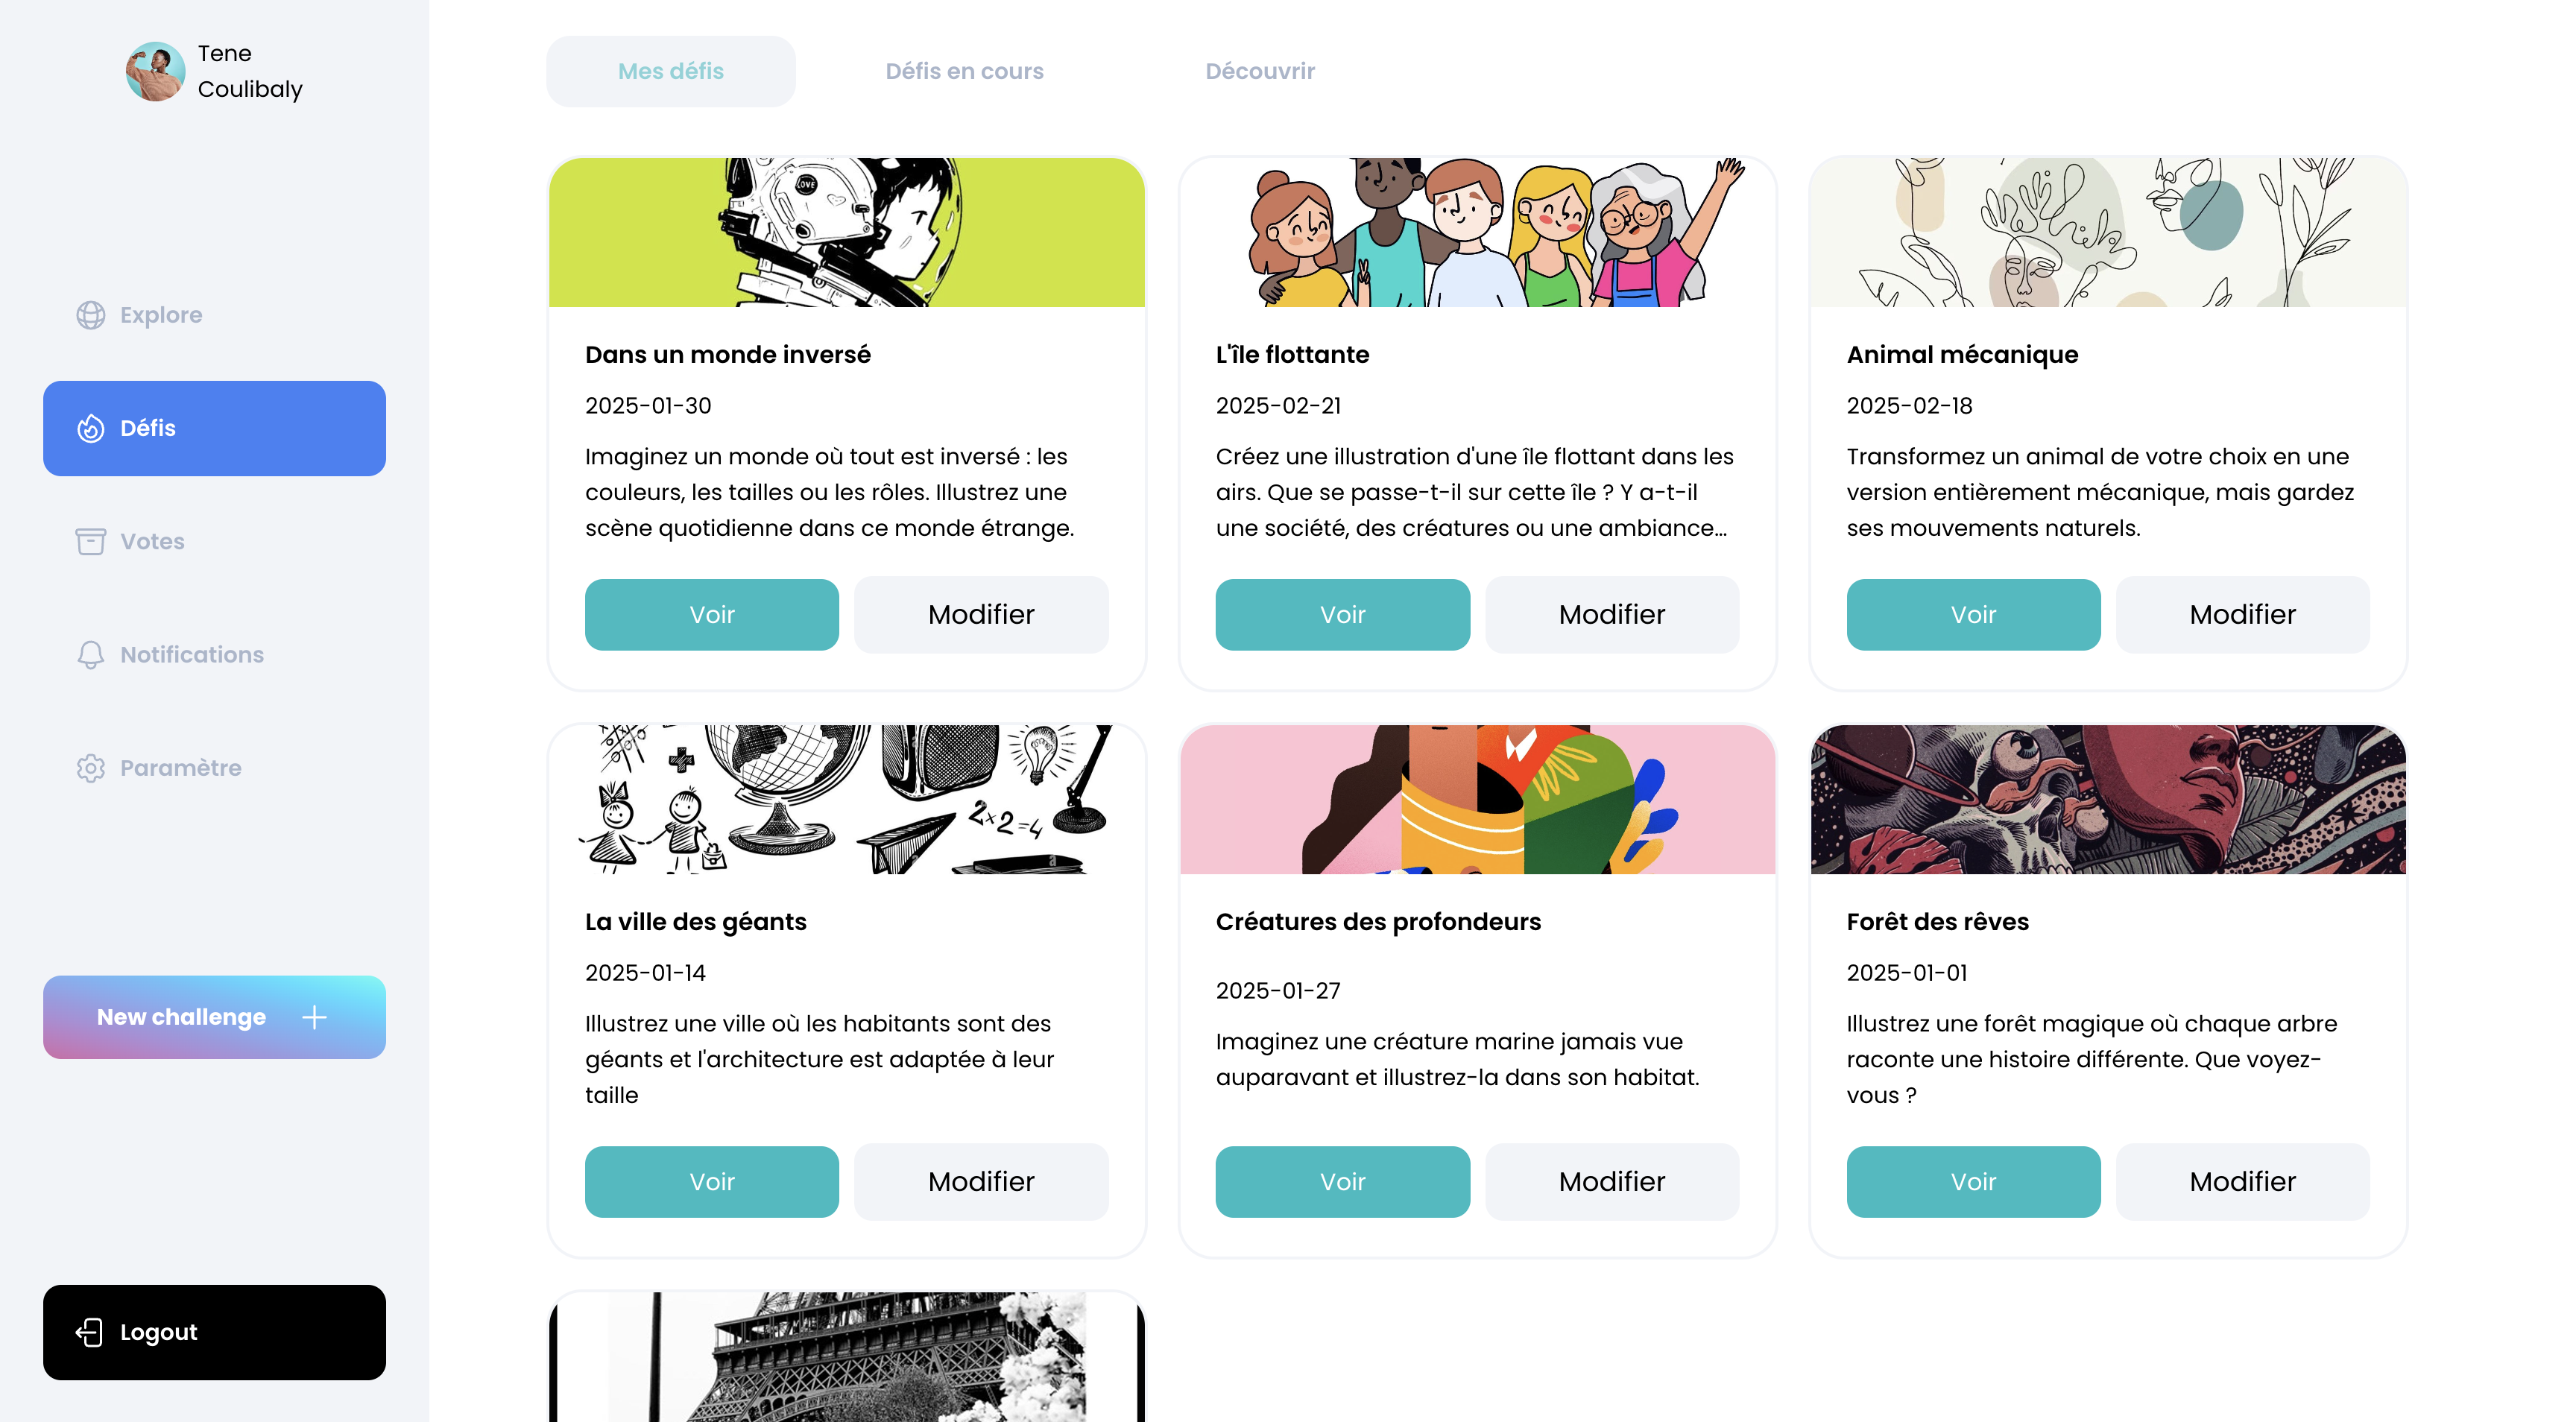 Tene
Coulibaly
Explore
Défis
Votes
Notifications
Paramètre
New challenge
Logout
Mes défis
Défis en cours
Découvrir
LOVE
Dans un monde inversé
2025-01-30
Imaginez un monde où tout est inversé : les
couleurs, les tailles ou les rôles. Illustrez une
scène quotidienne dans ce monde étrange.
Voir
Modifier
L'île flottante
2025-02-21
Créez une illustration d'une île flottant dans les
airs. Que se passe-t-il sur cette île ? Y a-t-il
une société, des créatures ou une ambiance...
Voir
Modifier
Animal mécanique
2025-02-18
Transformez un animal de votre choix en une
version entièrement mécanique, mais gardez
ses mouvements naturels.
Voir
Modifier
2×2=4
La ville des géants
2025-01-14
Illustrez une ville où les habitants sont des
géants et l'architecture est adaptée à leur
taille
Voir
Modifier
Créatures des profondeurs
2025-01-27
Imaginez une créature marine jamais vue
auparavant et illustrez-la dans son habitat.
Voir
Modifier
Forêt des rêves
2025-01-01
Illustrez une forêt magique où chaque arbre
raconte une histoire différente. Que voyez-
vous ?
Voir
Modifier